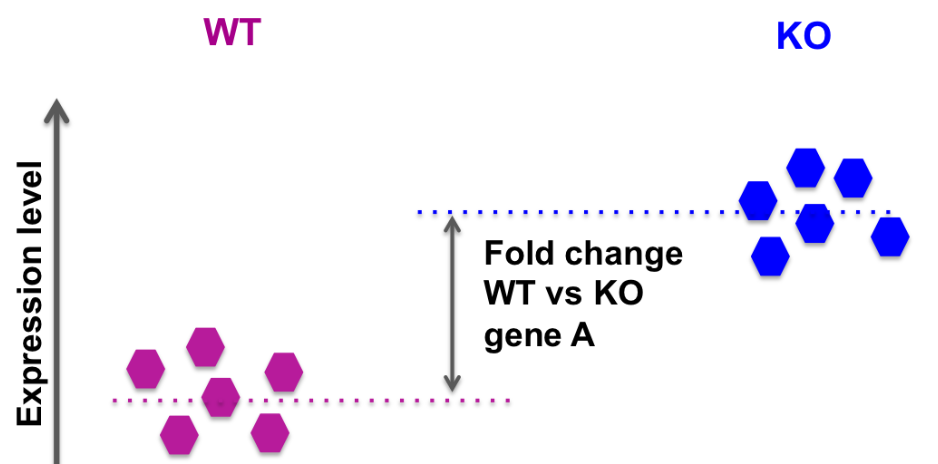 WT
KO
Expression level
Fold change
WT vs KO
gene A